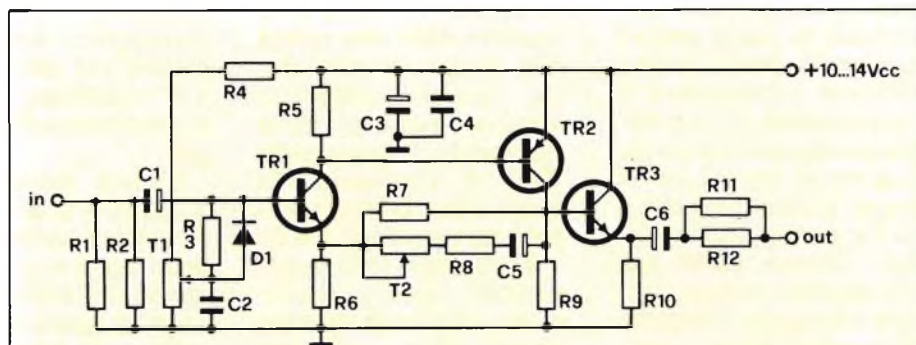 R4
+10...14Vcc
R5
C3
C4
TR2
TR1
TR3
in
C1
R7
C6
R11
R1
R2
T1
R
3
D1
T2
R8
C5
R12
out
C2
R6
R9
R10